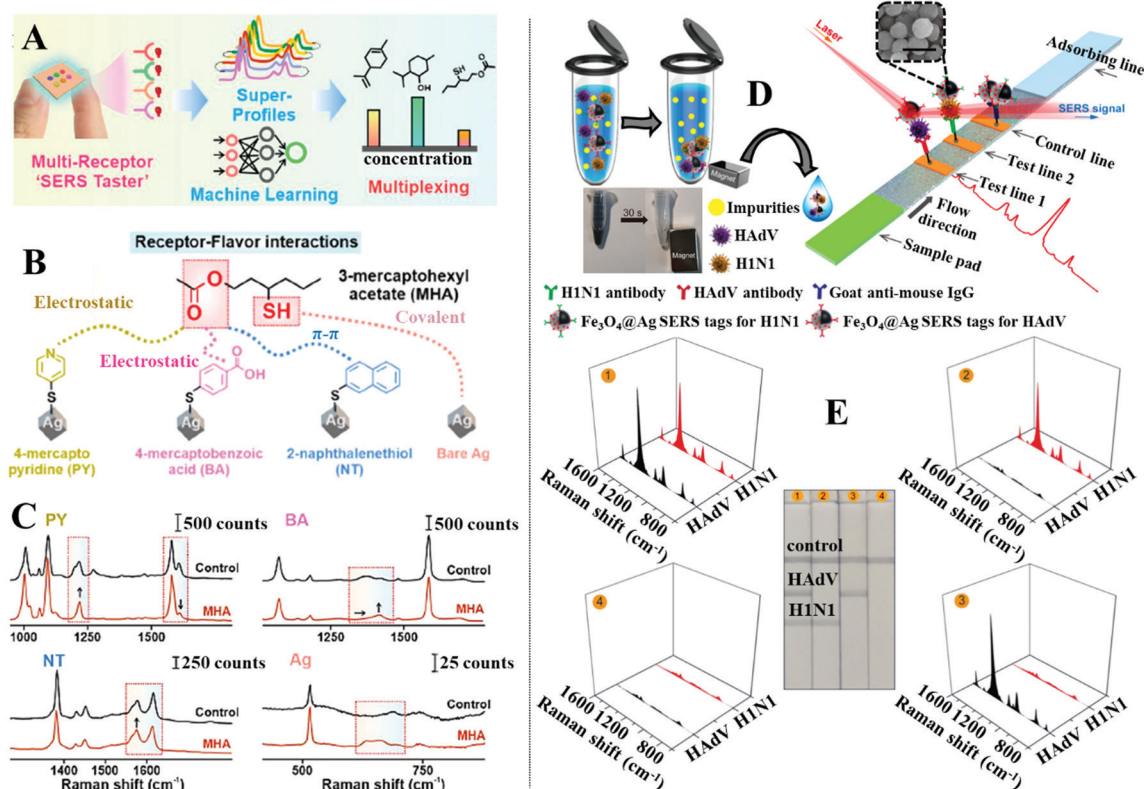 A
Super-
Profiles
OH
SH
O
Multi-Receptor
‘SERS Taster’
Machine Learning
concentration
Multiplexing
B
Receptor-Flavor interactions
3-mercaptohexyl
acetate (MHA)
Electrostatic
O
O
SH
Covalent
π-π
Electrostatic
N
O
OH
S
S
S
Ag
Ag
Ag
Ag
4-mercapto
pyridine (PY)
4-mercaptobenzoic
acid (BA)
2-naphthalenethiol
(NT)
Bare Ag
C
PY
500 counts
BA
500
Control
Control
MHA
MHA
1000
1250
1500
1250
1500
NT
250 counts
Ag
25 counts
Control
Control
MHA
MHA
1400
1500
1600
500
750
Raman shift (cm-1)
Raman shift (cm-1)
D
Laser
Adsorbing line
SERS signal
Control line
Test line 2
Test line 1
Flow
direction
Sample pad
Magnet
30 s
Magnet
Impurities
HAdV
H1N1
H1N1 antibody
HAdV antibody
Goat anti-mouse IgG
Fe3O4@Ag SERS tags for H1N1
Fe3O4@Ag SERS tags for HAdV
E
1
1600
1200
800
Raman shift (cm-1)
HAdV
H1N1
2
1600
1200
800
Raman shift (cm-1)
HAdV
H1N1
1
2
3
4
control
HAdV
H1N1
4
1600
1200
800
Raman shift (cm-1)
HAdV
H1N1
3
1600
1200
800
Raman shift (cm-1)
HAdV
H1N1